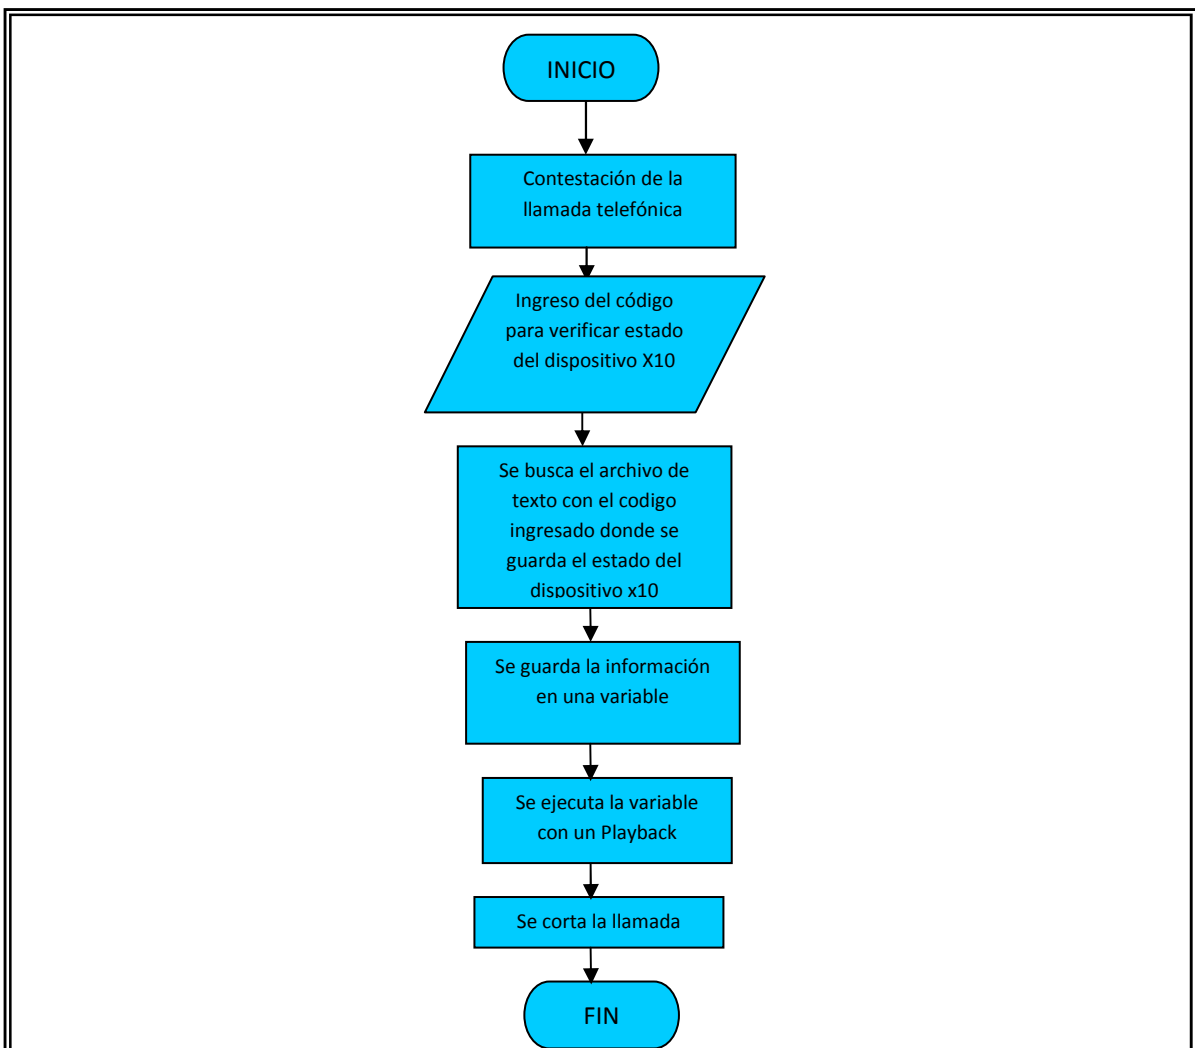 INICIO
Contestación de la
llamada telefónica
Ingreso del código
para verificar estado
del dispositivo X10
Se busca el archivo de
texto con el codigo
ingresado donde se
guarda el estado del
dispositivo x10
Se guarda la información
en una variable
Se ejecuta la variable
con un Playback
Se corta la llamada
FIN